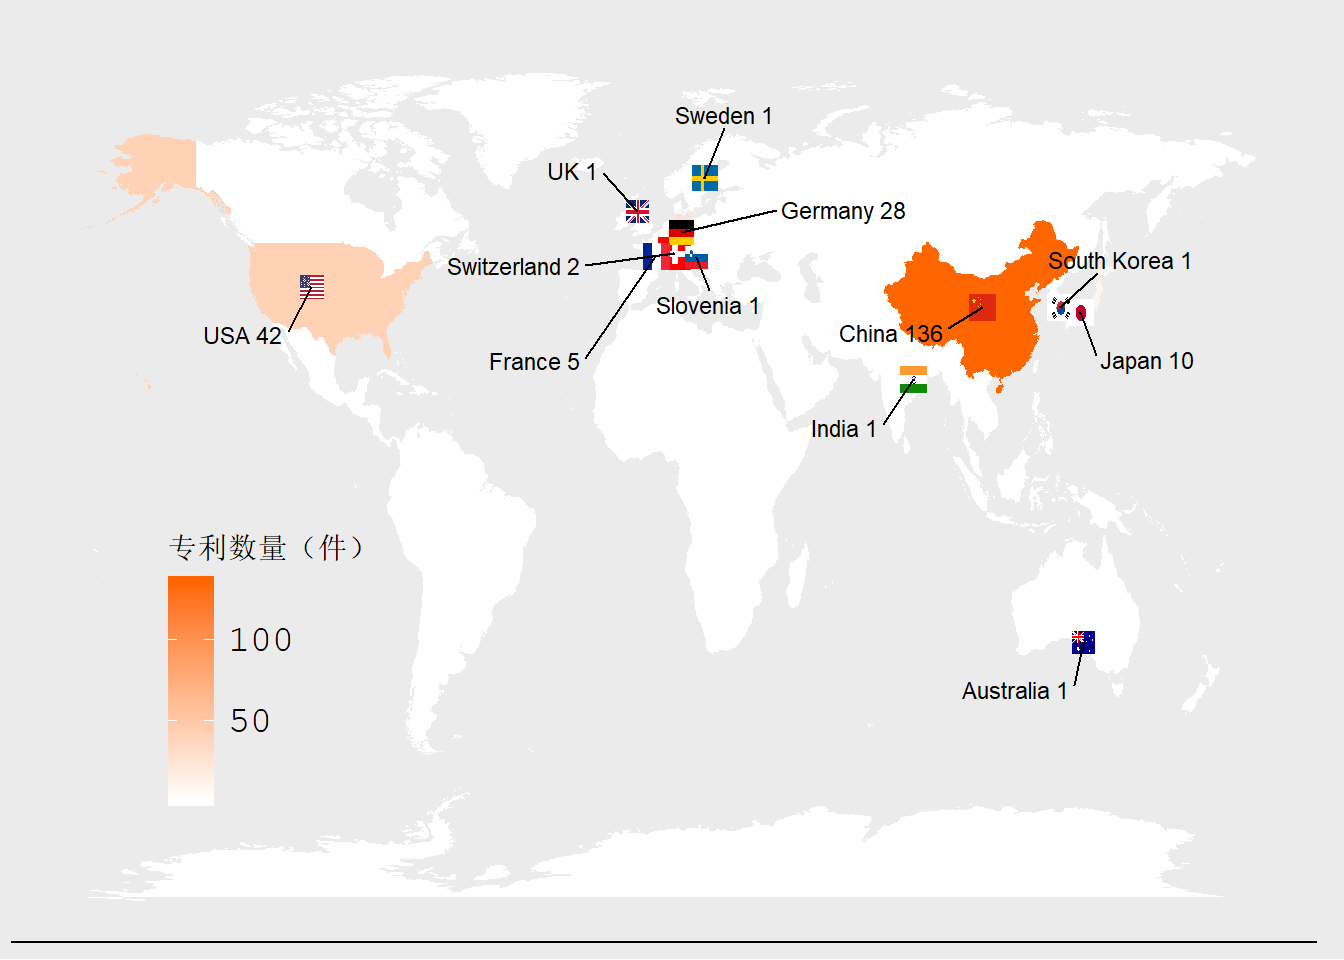 Sweden 1
UK 1
Germany 28
Switzerland 2
South Korea 1
Slovenia 1
USA 42
China 136
France 5
Japan 10
India 1
专利数量（件）
100
50
Australia 1